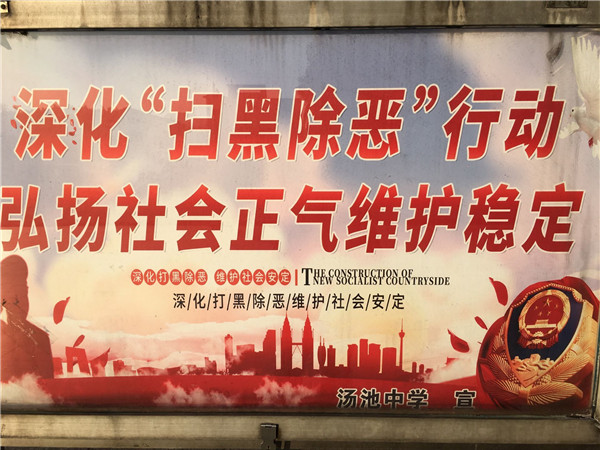 深化“扫黑除恶”行动
弘扬社会正气维护稳定
深化打黑除恶 维护社会安定 | THE CONSTRUCTION OF
NEW SOCIALIST COUNTRYSIDE
深/化/打/黑/除/恶/维/护/社/会/安/定
汤池中学 宣